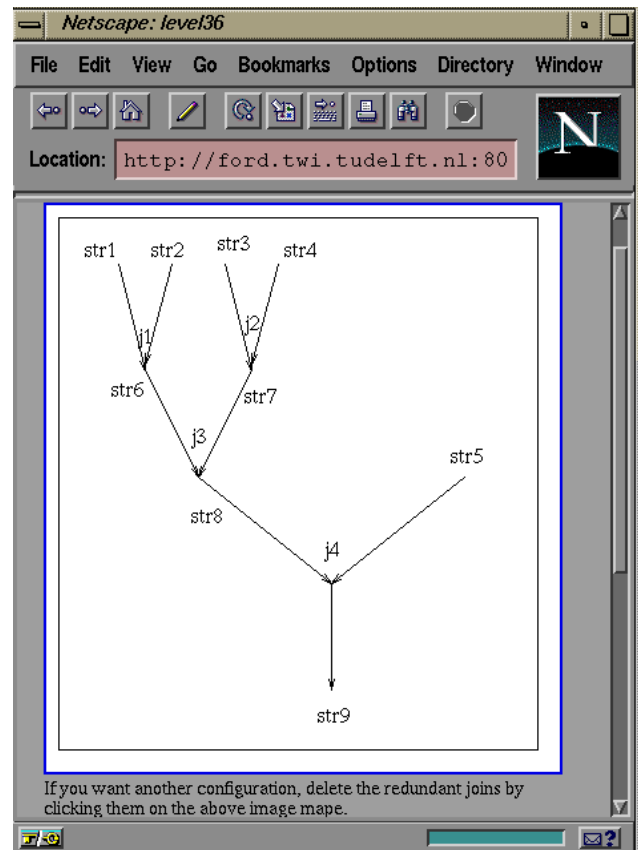 Netscape: level36
File Edit View Go Bookmarks Options Directory Window
Location: http://ford.twi.tudelft.nl:80
N
str1 str2 str3 str4
j1 j2
str6 str7
j3
str5
str8
j4
str9
If you want another configuration, delete the redundant joins by
clicking them on the above image mape.
?